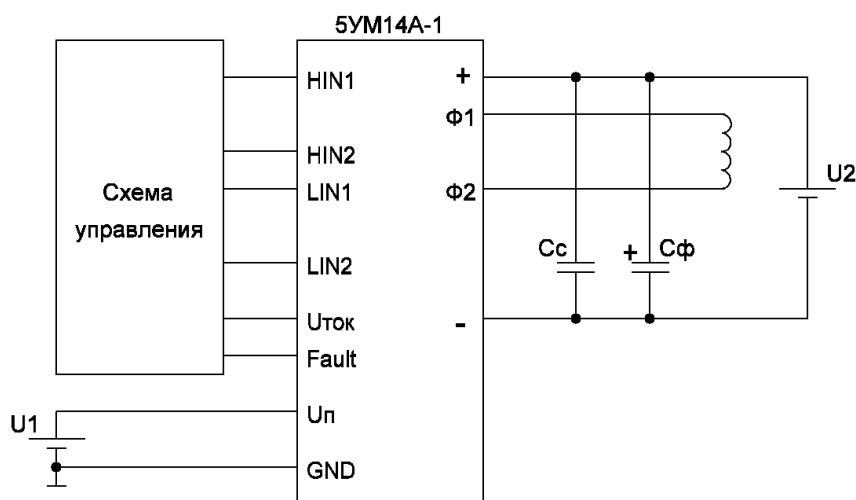 5УМ14А-1
Схема
управления
HIN1
HIN2
LIN1
LIN2
Uток
Fault
Uп
GND
+
Ф1
Ф2
-
Сс
+
Сф
U2
U1